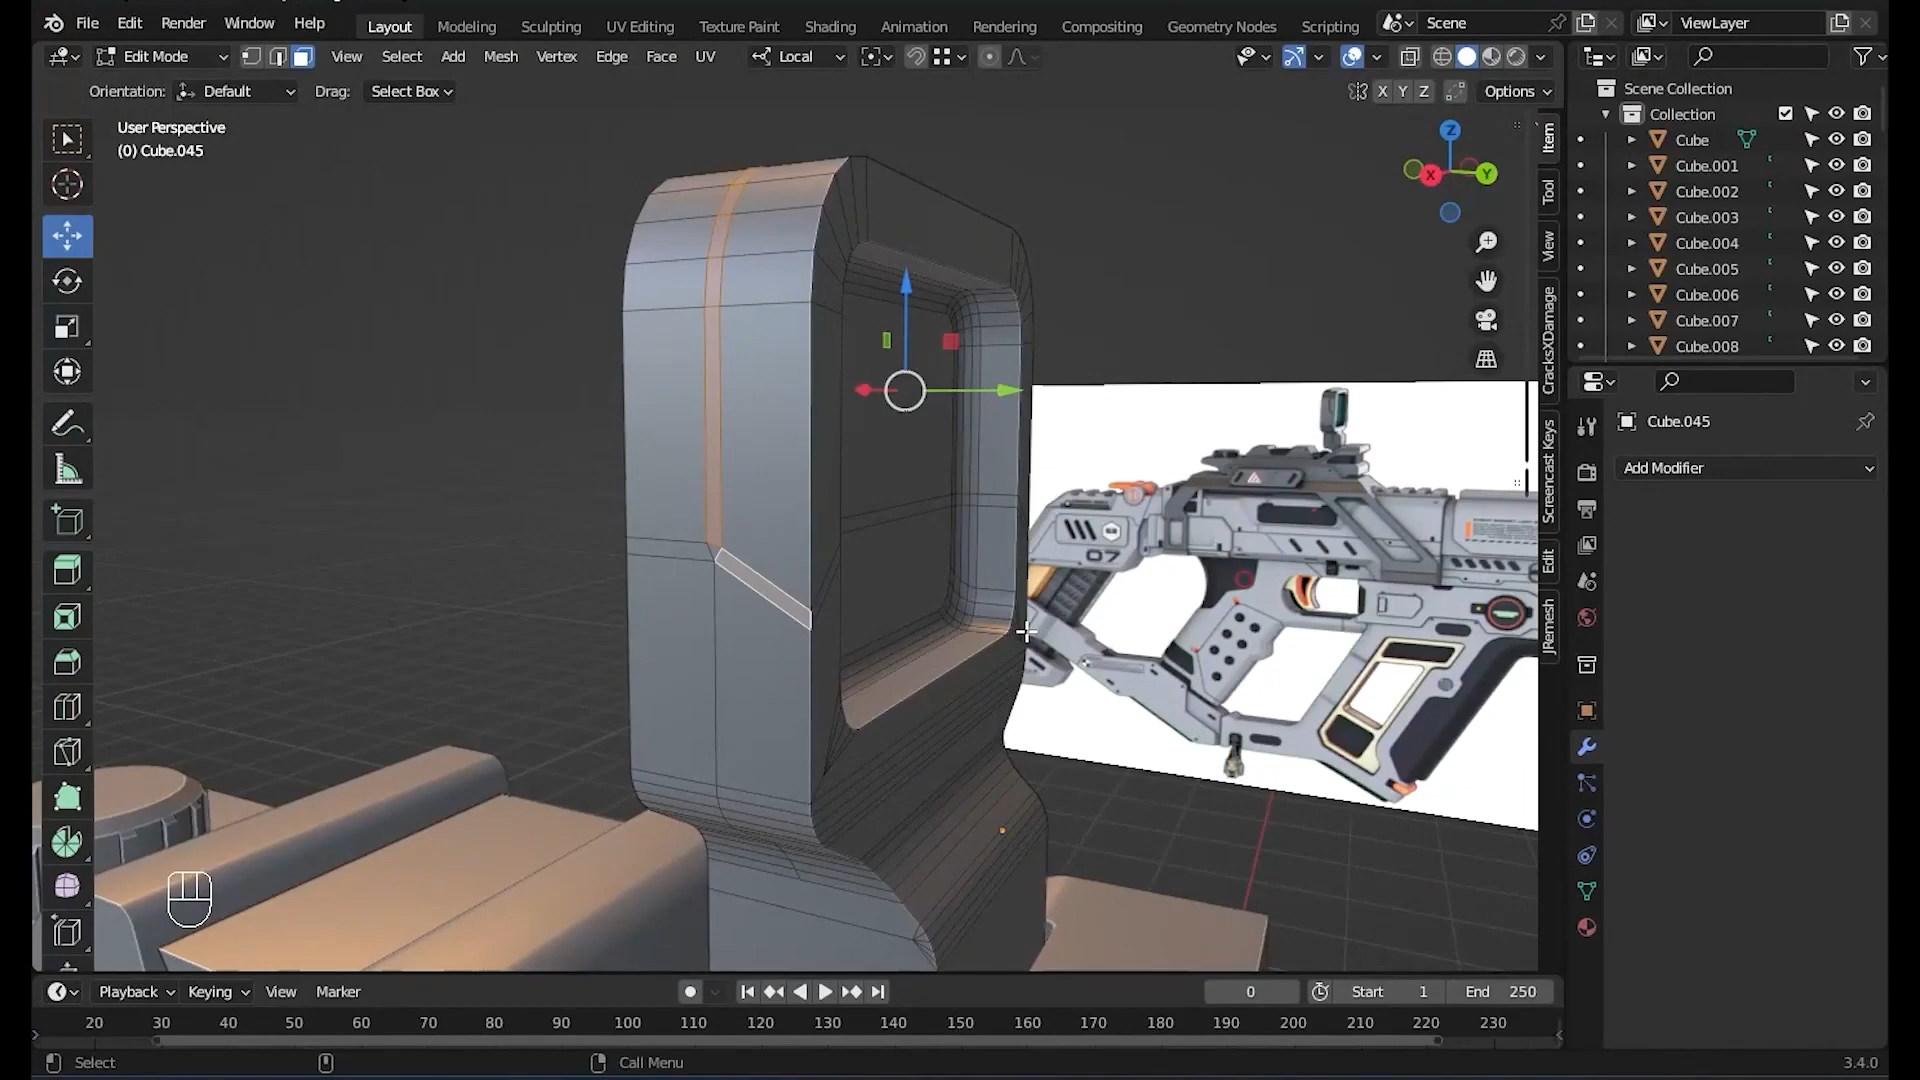 File Edit Render Window Help Layout Modeling Sculpting UV Editing Texture Paint Shading Animation Rendering Compositing Geometry Nodes Scripting Scene ViewLayer
Edit Mode View Select Add Mesh Vertex Edge Face UV Local
Orientation: Default Drag: Select Box X Y Z Options
User Perspective
(0) Cube.045
Z
X
Y
Item
Tool
View
CracksXDamage
Screencast Keys
Edit
JRemesh
07
Scene Collection
Collection
Cube
Cube.001
Cube.002
Cube.003
Cube.004
Cube.005
Cube.006
Cube.007
Cube.008
Cube.045
Add Modifier
Playback Keying View Marker 0 Start 1 End 250
20 30 40 50 60 70 80 90 100 110 120 130 140 150 160 170 180 190 200 210 220 230
Select Call Menu 3.4.0